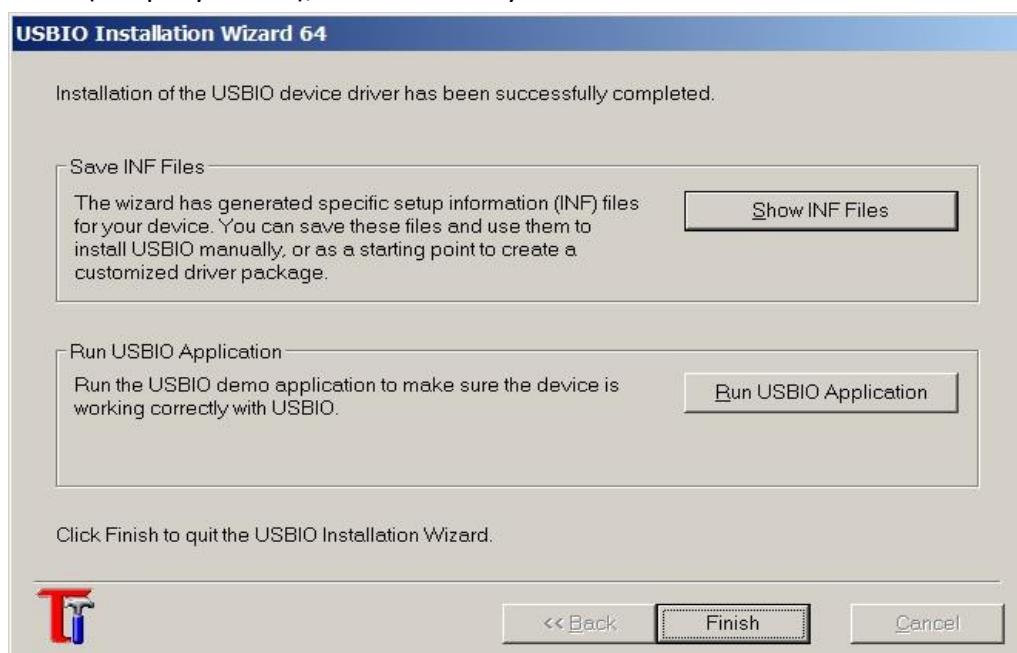 USBIO Installation Wizard 64
Installation of the USBIO device driver has been successfully completed.
Save INF Files
The wizard has generated specific setup information (INF) files
for your device. You can save these files and use them to
install USBIO manually, or as a starting point to create a
customized driver package.
Show INF Files
Run USBIO Application
Run the USBIO demo application to make sure the device is
working correctly with USBIO.
Run USBIO Application
Click Finish to quit the USBIO Installation Wizard.
<< Back
Finish
Cancel